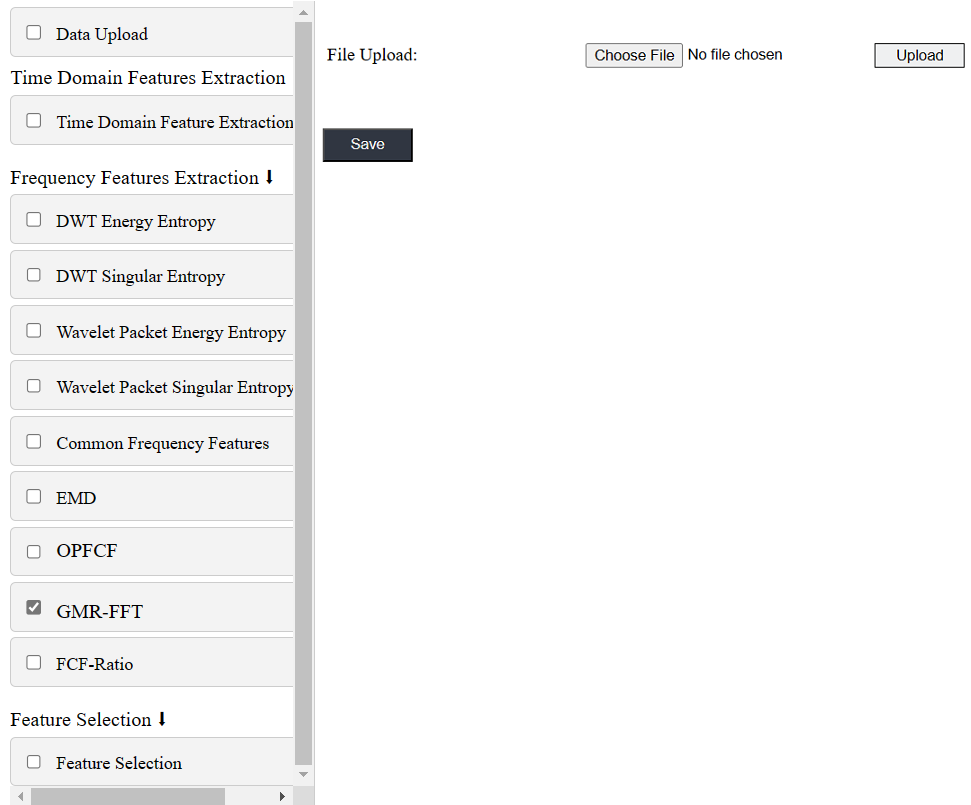 Data Upload
Time Domain Features Extraction
Time Domain Feature Extraction
Frequency Features Extraction ⬇
DWT Energy Entropy
DWT Singular Entropy
Wavelet Packet Energy Entropy
Wavelet Packet Singular Entropy
Common Frequency Features
EMD
OPFCF
GMR-FFT
FCF-Ratio
Feature Selection ⬇
Feature Selection
File Upload: Choose File No file chosen Upload
Save